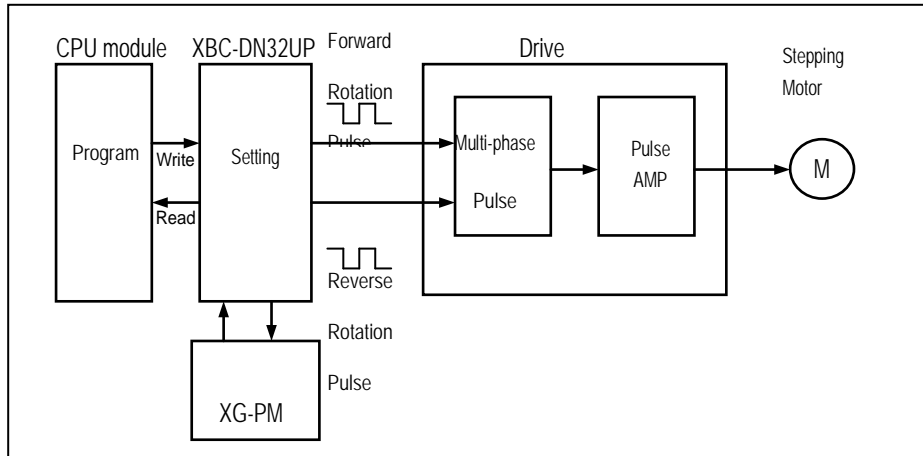 CPU module
XBC-DN32UP
Forward
Rotation
Pulse
Drive
Stepping
Motor
Program
Write
Read
Setting
Multi-phase
Pulse
Pulse
AMP
M
Reverse
Rotation
Pulse
XG-PM